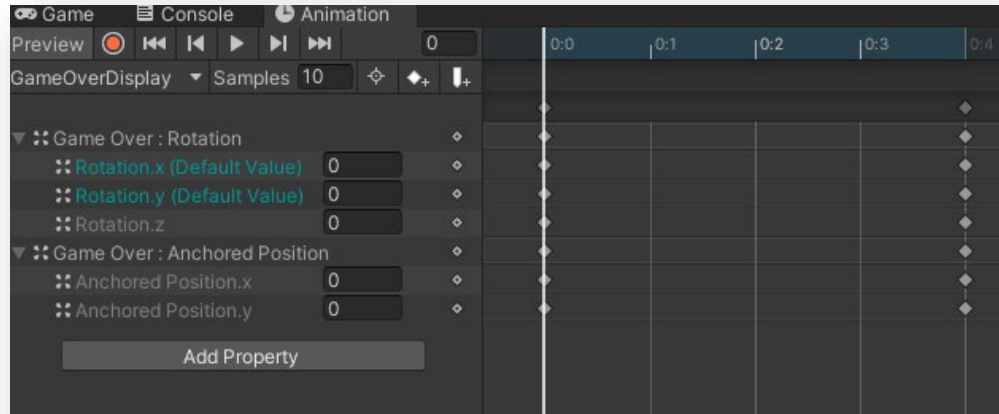 Game Console Animation
Preview 0 0:0 0:1 0:2 0:3 0:4
GameOverDisplay Samples 10
Game Over : Rotation
Rotation.x (Default Value) 0
Rotation.y (Default Value) 0
Rotation.z 0
Game Over : Anchored Position
Anchored Position.x 0
Anchored Position.y 0
Add Property